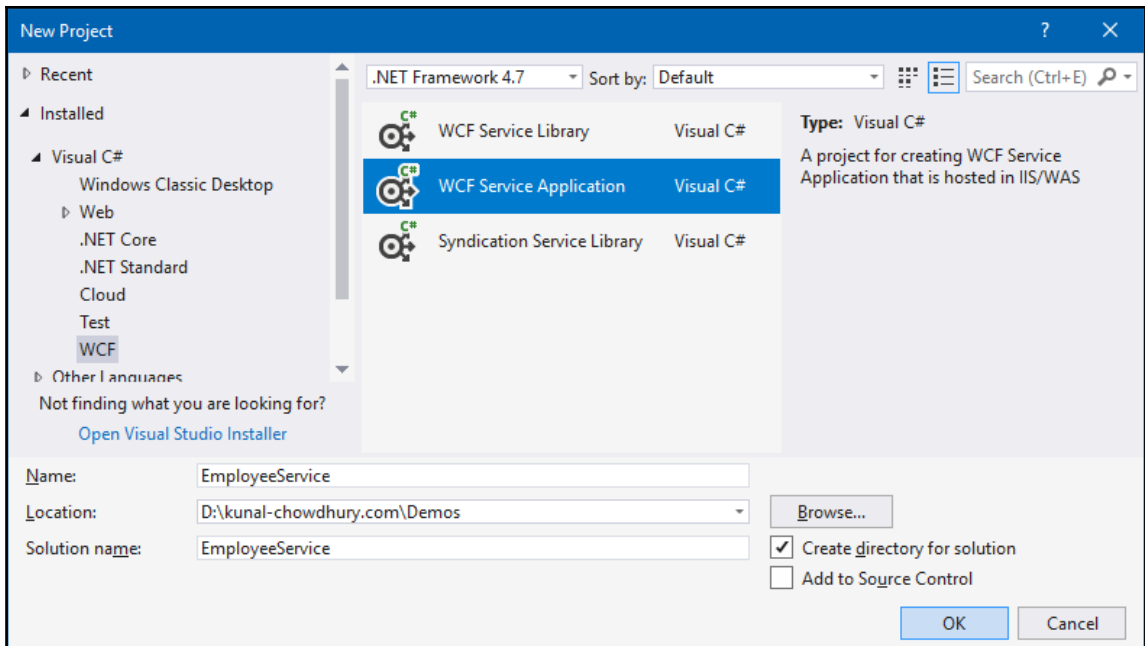 New Project
?
Recent
Installed
Visual C#
Windows Classic Desktop
Web
.NET Core
.NET Standard
Cloud
Test
WCF
Other Languages
Not finding what you are looking for?
Open Visual Studio Installer
.NET Framework 4.7
Sort by: Default
Search (Ctrl+E)
C# WCF Service Library Visual C#
C# WCF Service Application Visual C#
C# Syndication Service Library Visual C#
Type: Visual C#
A project for creating WCF Service
Application that is hosted in IIS/WAS
Name: EmployeeService
Location: D:\kunal-chowdhury.com\Demos
Browse...
Solution name: EmployeeService
Create directory for solution
Add to Source Control
OK Cancel